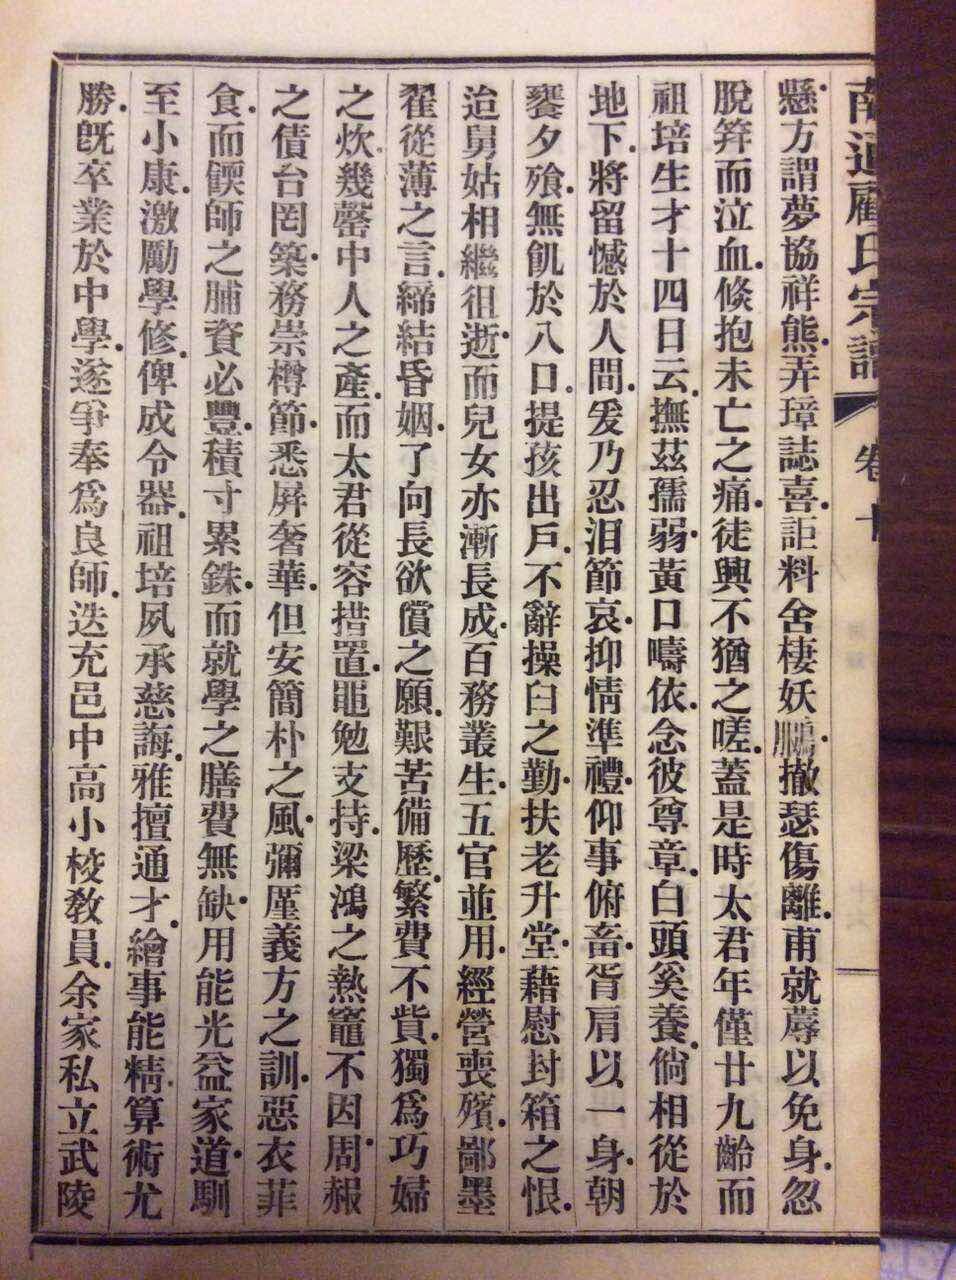 南通顧氏宗譜 卷十
懸方謂夢協祥熊弄璋誌喜詎料舍棲妖鵩撤瑟傷離甫就蓐以免身忽
脫笄而泣血倏抱未亡之痛徒興不猶之嗟蓋是時太君年僅廿九齡而
祖培生才十四日云撫茲孺弱黃口疇依念彼尊章白頭奚養倘相從於
地下將留憾於人間爰乃忍泪節哀抑情準禮仰事俯畜胥肩以一身朝
饔夕飱無飢於八口提孩出戶不辭操臼之勤扶老升堂藉慰封箱之恨
迨舅姑相繼徂逝而兒女亦漸長成百務叢生五官並用經營喪殯鄙墨
翟從薄之言締結昏姻了向長欲償之願艱苦備歷繁費不貲獨爲巧婦
之炊幾罄中人之產而太君從容措置黽勉支持梁鴻之熱竈不因周赧
之債台罔築務崇樽節悉屏奢華但安簡朴之風彌厪義方之訓惡衣菲
食而饌師之脯資必豐積寸累銖而就學之膳費無缺用能光益家道馴
至小康激勵學修俾成令器祖培夙承慈誨雅擅通才繪事能精算術尤
勝旣卒業於中學遂爭奉爲良師迭充邑中高小校敎員余家私立武陵